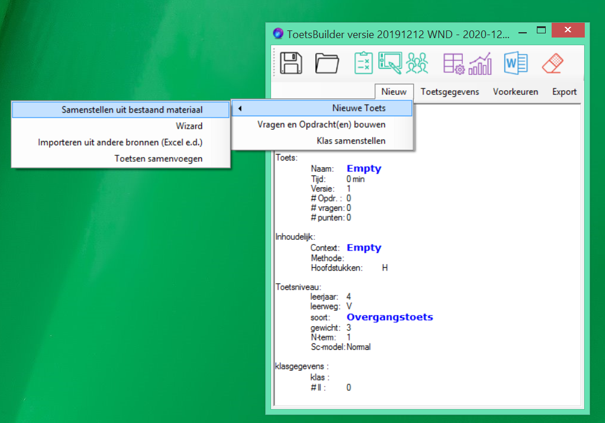 ToetsBuilder versie 20191212 WND - 2020-12...
W
Nieuw Toetsgegevens Voorkeuren Export
Samenstellen uit bestaand materiaal
Wizard
Importeren uit andere bronnen (Excel e.d.)
Toetsen samenvoegen
Nieuwe Toets
Vragen en Opdracht(en) bouwen
Klas samenstellen
Toets:
Naam: Empty
Tijd: 0 min
Versie: 1
# Opdr. : 0
# vragen: 0
# punten: 0
Inhoudelijk:
Context: Empty
Methode:
Hoofdstukken: H
Toetsniveau:
leerjaar: 4
leerweg: V
soort: Overgangstoets
gewicht: 3
N-term: 1
Sc-model: Normal
klasgegevens :
klas :
# ll : 0